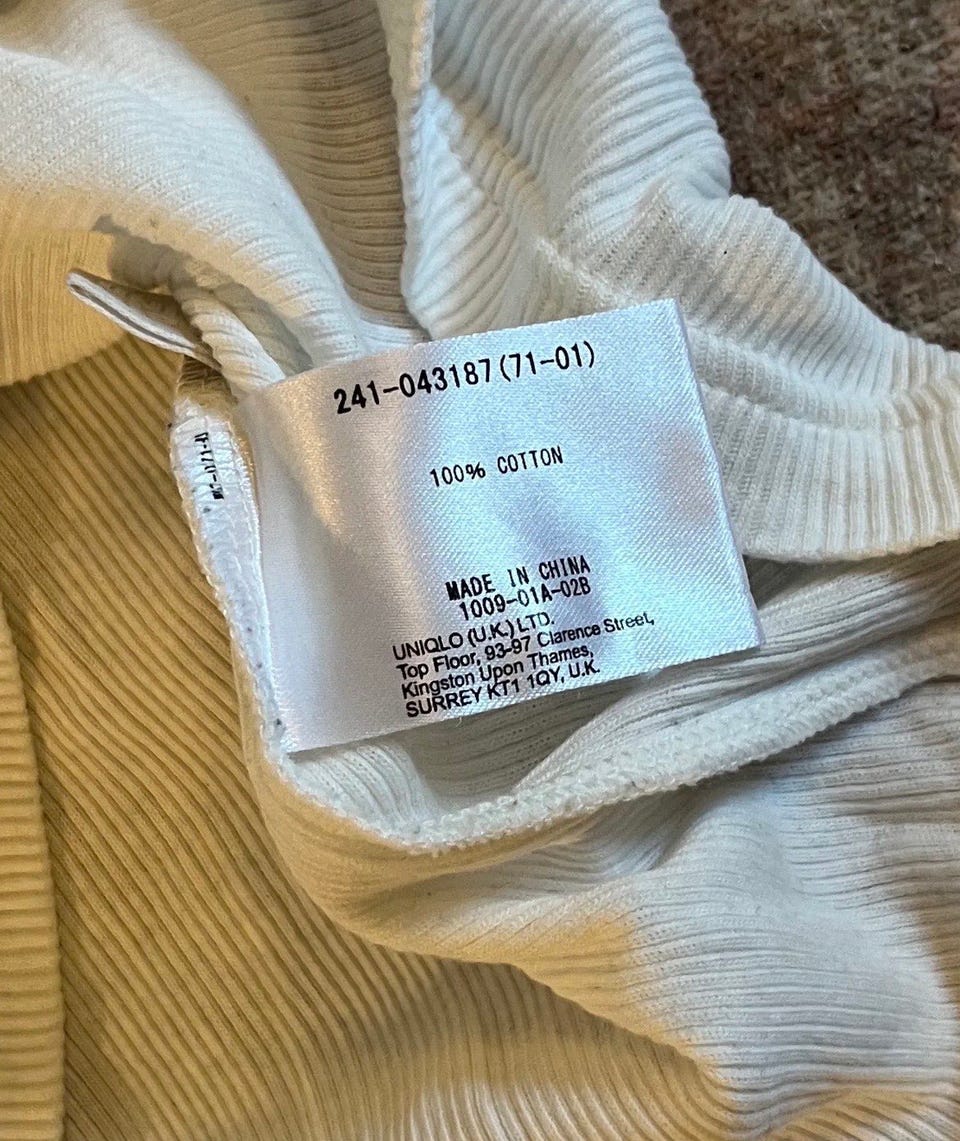 241-043187(71-01)
100% COTTON
MADE IN CHINA
1009-01A-02B
UNIQLO (U.K.) LTD.
Top Floor, 93-97 Clarence Street,
Kingston Upon Thames,
SURREY KT1 1QY, U.K.